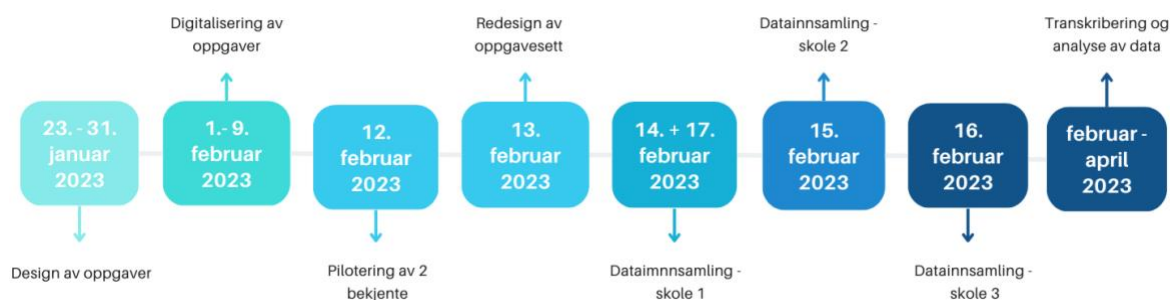 Digitalisering av
oppgaver
Redesign av
oppgavesett
Datainnsamling -
skole 2
Transkribering og
analyse av data
23. - 31.
januar
2023
1.- 9.
februar
2023
12.
februar
2023
13.
februar
2023
14. + 17.
februar
2023
15.
februar
2023
16.
februar
2023
februar -
april
2023
Design av oppgaver
Pilotering av 2
bekjente
Dataimnnsamling -
skole 1
Datainnsamling -
skole 3